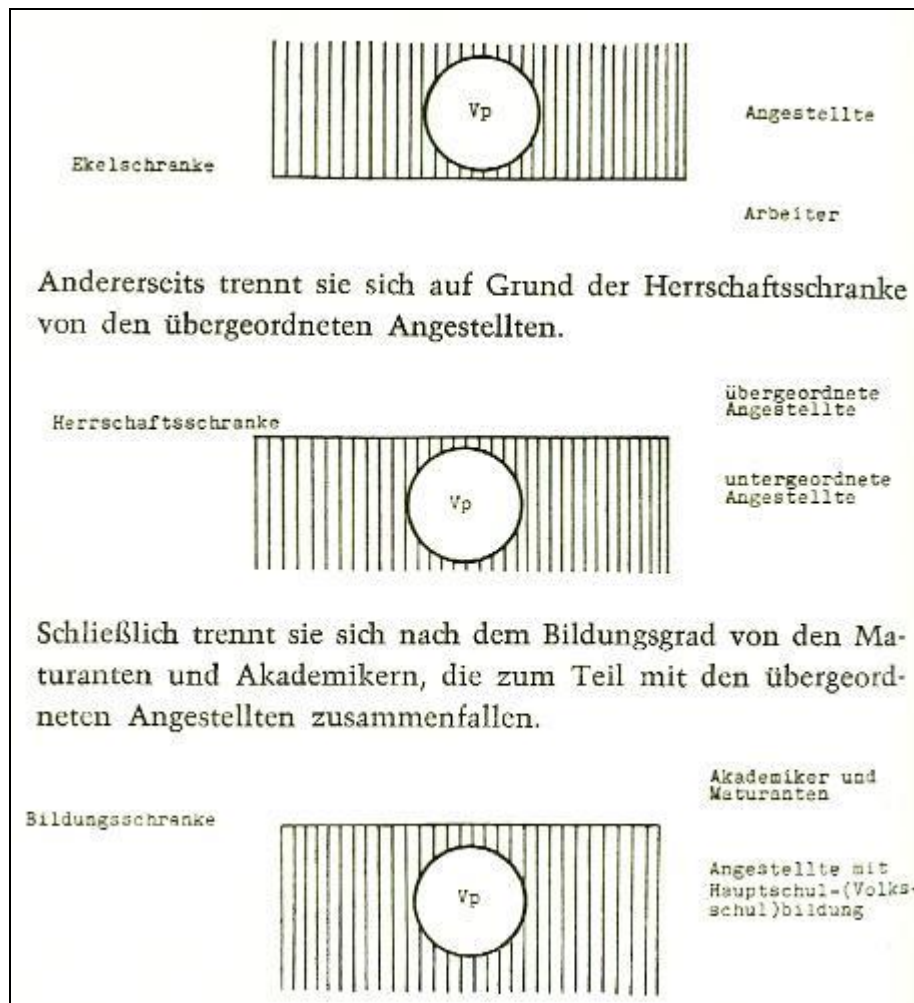 Vp
Angestellte
Ekelschranke
Arbeiter
Andererseits trennt sie sich auf Grund der Herrschaftsschranke
von den übergeordneten Angestellten.
übergeordnete
Angestellte
Herrschaftsschranke
untergeordnete
Angestellte
Vp
Schließlich trennt sie sich nach dem Bildungsgrad von den Ma-
turanten und Akademikern, die zum Teil mit den übergeord-
neten Angestellten zusammenfallen.
Akademiker und
Maturanten
Bildungsschranke
Angestellte mit
Hauptschul-(Volks-
schul)bildung
Vp